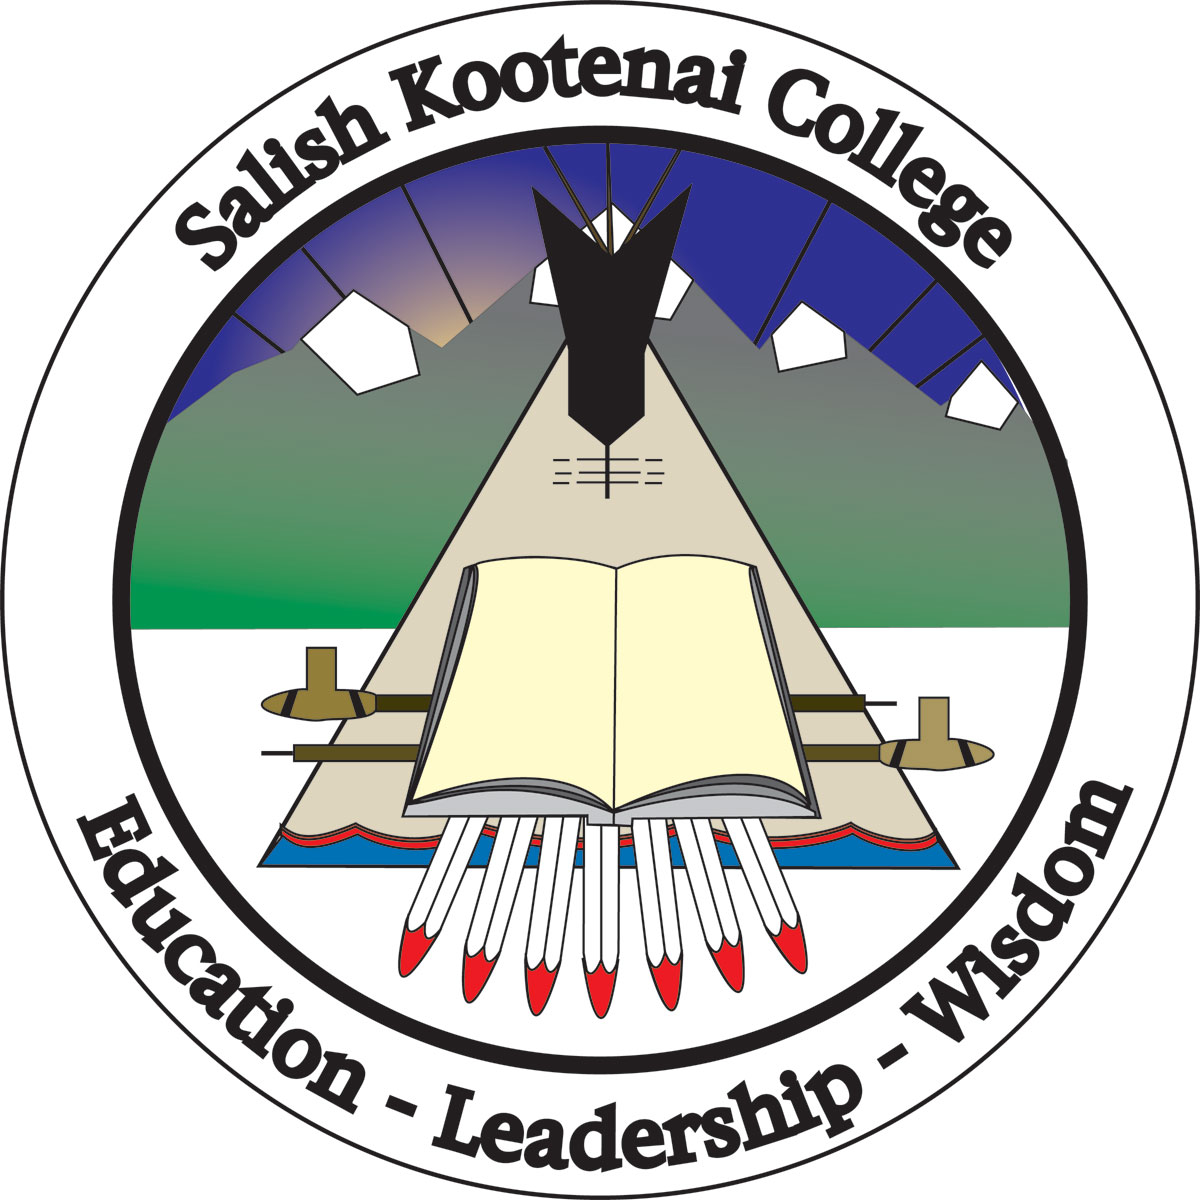 Salish Kootenai College
Education - Leadership - Wisdom